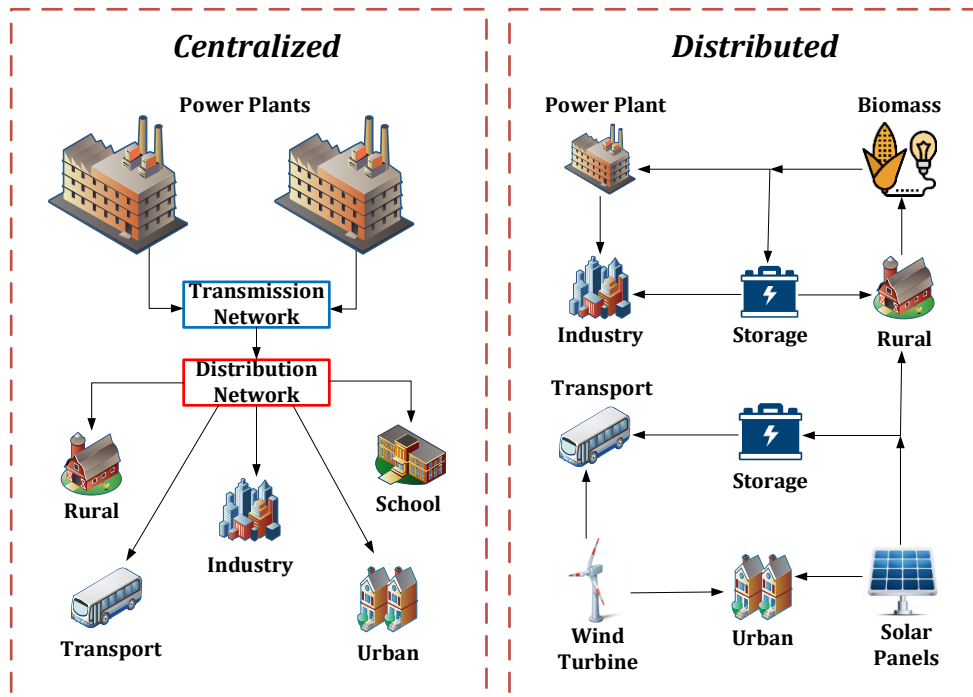 Centralized
Power Plants
Transmission
Network
Distribution
Network
Rural
School
Industry
Transport
Urban
Distributed
Power Plant
Biomass
Industry
Storage
Rural
Transport
Storage
Wind
Turbine
Urban
Solar
Panels